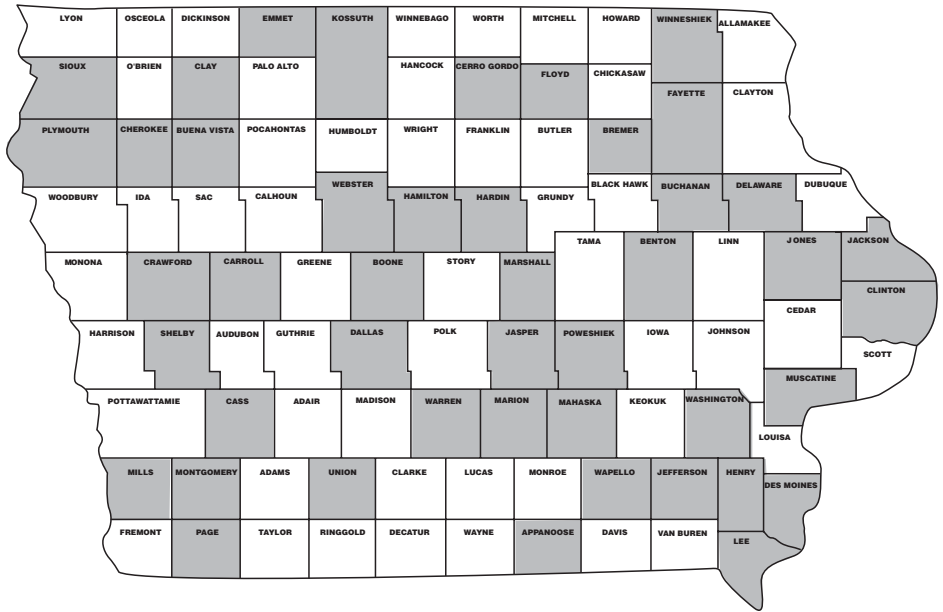 LYON OSCEOLA DICKINSON EMMET KOSSUTH WINNEBAGO WORTH MITCHELL HOWARD WINNESHIEK ALLAMAKEE
SIOUX O'BRIEN CLAY PALO ALTO HANCOCK CERRO GORDO FLOYD CHICKASAW
FAYETTE CLAYTON
PLYMOUTH CHEROKEE BUENA VISTA POCAHONTAS HUMBOLDT WRIGHT FRANKLIN BUTLER BREMER
WOODBURY IDA SAC CALHOUN WEBSTER HAMILTON HARDIN GRUNDY BLACK HAWK BUCHANAN DELAWARE DUBUQUE
TAMA BENTON LINN JONES JACKSON
MONONA CRAWFORD CARROLL GREENE BOONE STORY MARSHALL
CLINTON
CEDAR
HARRISON SHELBY AUDUBON GUTHRIE DALLAS POLK JASPER POWESHIEK IOWA JOHNSON
SCOTT
MUSCATINE
POTTAWATTAMIE CASS ADAIR MADISON WARREN MARION MAHASKA KEOKUK WASHINGTON
LOUISA
MILLS MONTGOMERY ADAMS UNION CLARKE LUCAS MONROE WAPELLO JEFFERSON HENRY
DES MOINES
FREMONT PAGE TAYLOR RINGGOLD DECATUR WAYNE APPANOOSE DAVIS VAN BUREN
LEE